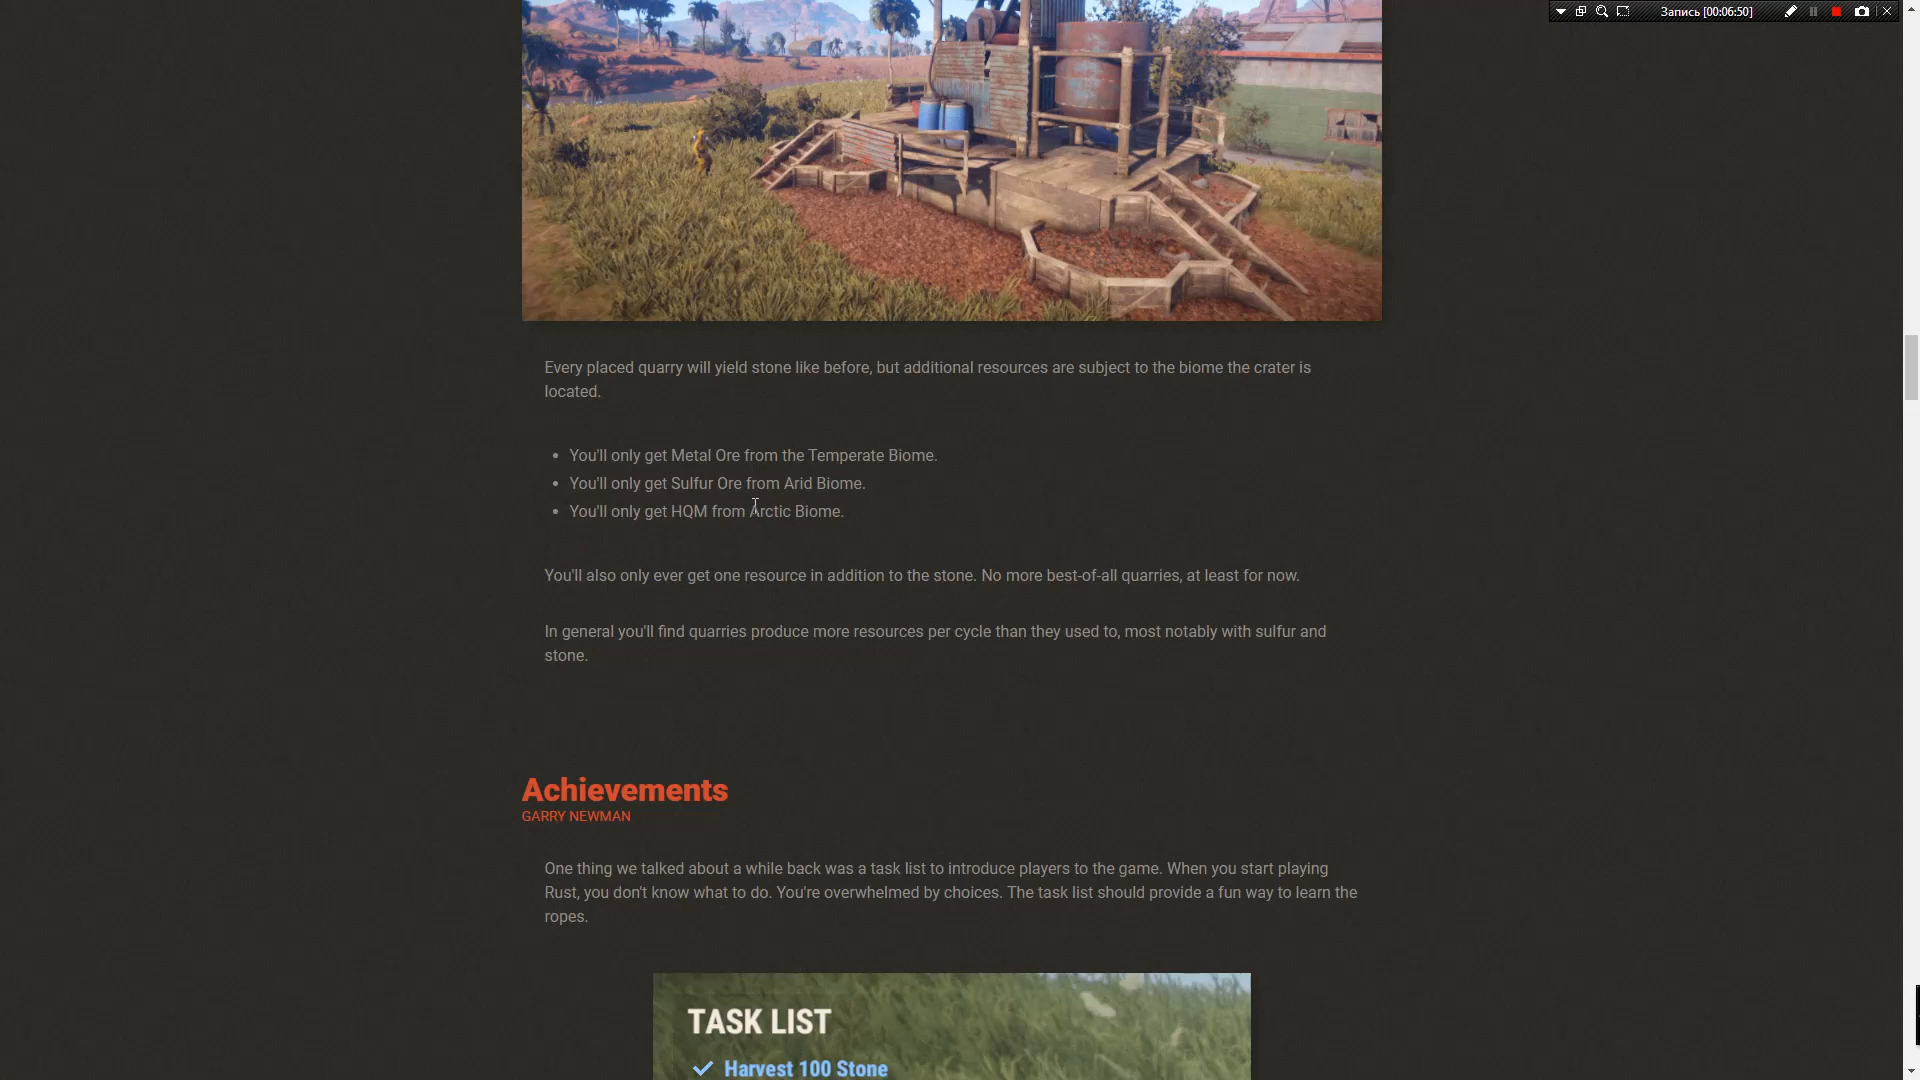 Запись [00:06:50]
Every placed quarry will yield stone like before, but additional resources are subject to the biome the crater is
located.
• You'll only get Metal Ore from the Temperate Biome.
• You'll only get Sulfur Ore from Arid Biome.
• You'll only get HQM from Arctic Biome.
You'll also only ever get one resource in addition to the stone. No more best-of-all quarries, at least for now.
In general you'll find quarries produce more resources per cycle than they used to, most notably with sulfur and
stone.
Achievements
GARRY NEWMAN
One thing we talked about a while back was a task list to introduce players to the game. When you start playing
Rust, you don't know what to do. You're overwhelmed by choices. The task list should provide a fun way to learn the
ropes.
TASK LIST
Harvest 100 Stone